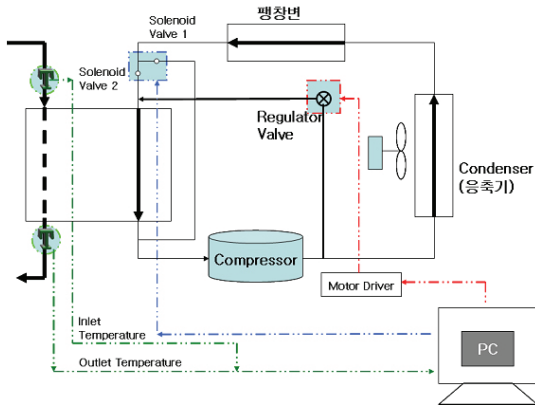 Solenoid
Valve 1
팽창변
Solenoid
Valve 2
T
Regulator
Valve
Condenser
(응축기)
T
Compressor
Motor Driver
Inlet
Temperature
PC
Outlet Temperature